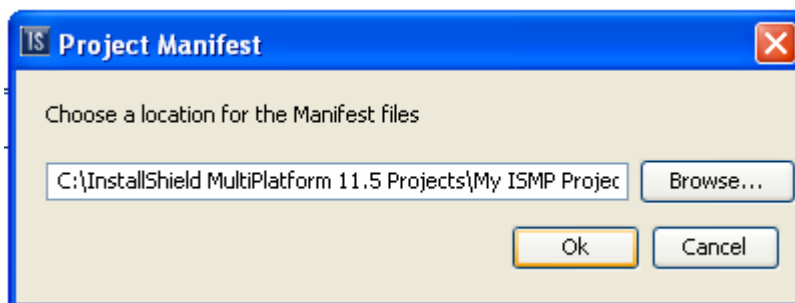 IS Project Manifest
Choose a location for the Manifest files
C:\InstallShield MultiPlatform 11.5 Projects\My ISMP Projec
Browse...
Ok
Cancel